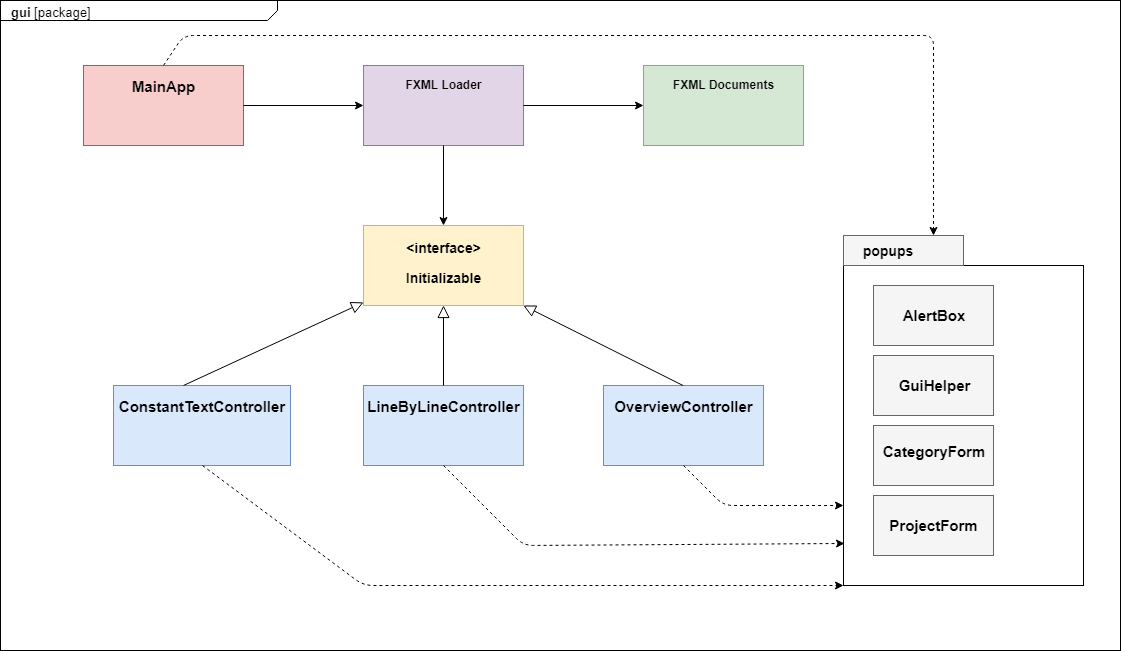 gui [package]
MainApp
FXML Loader
FXML Documents
<interface>
Initializable
popups
AlertBox
GuiHelper
CategoryForm
ProjectForm
ConstantTextController
LineByLineController
OverviewController